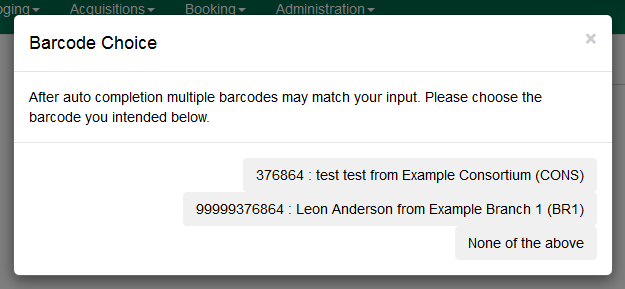 ging Acquisitions Booking Administration
Barcode Choice ×
After auto completion multiple barcodes may match your input. Please choose the
barcode you intended below.
376864 : test test from Example Consortium (CONS)
99999376864 : Leon Anderson from Example Branch 1 (BR1)
None of the above